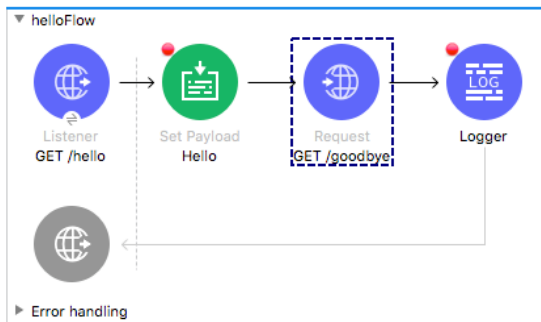 helloFlow
LOG
Listener
GET /hello
Set Payload
Hello
Request
GET /goodbye
Logger
Error handling